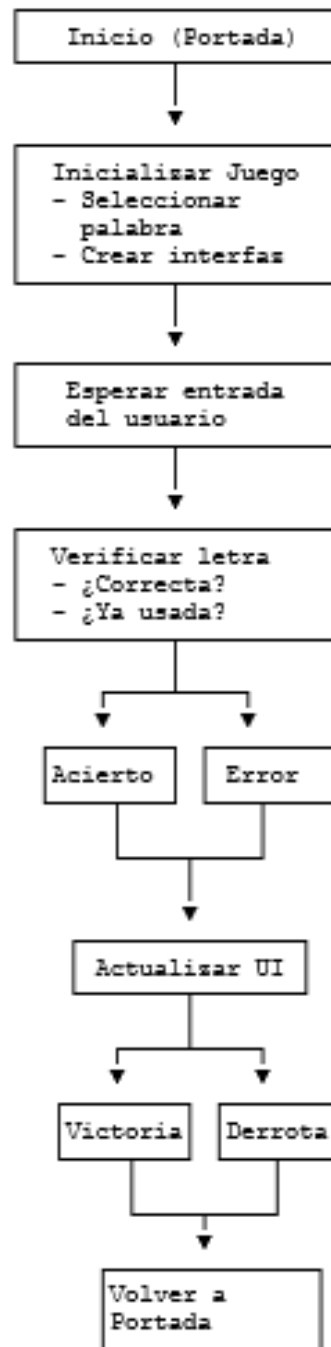 Inicio (Portada)
Inicializar Juego
- Seleccionar
palabra
- Crear interfaz
Esperar entrada
del usuario
Verificar letra
- ¿Correcta?
- ¿Ya usada?
Acierto
Error
Actualizar UI
Victoria
Derrota
Volver a
Portada